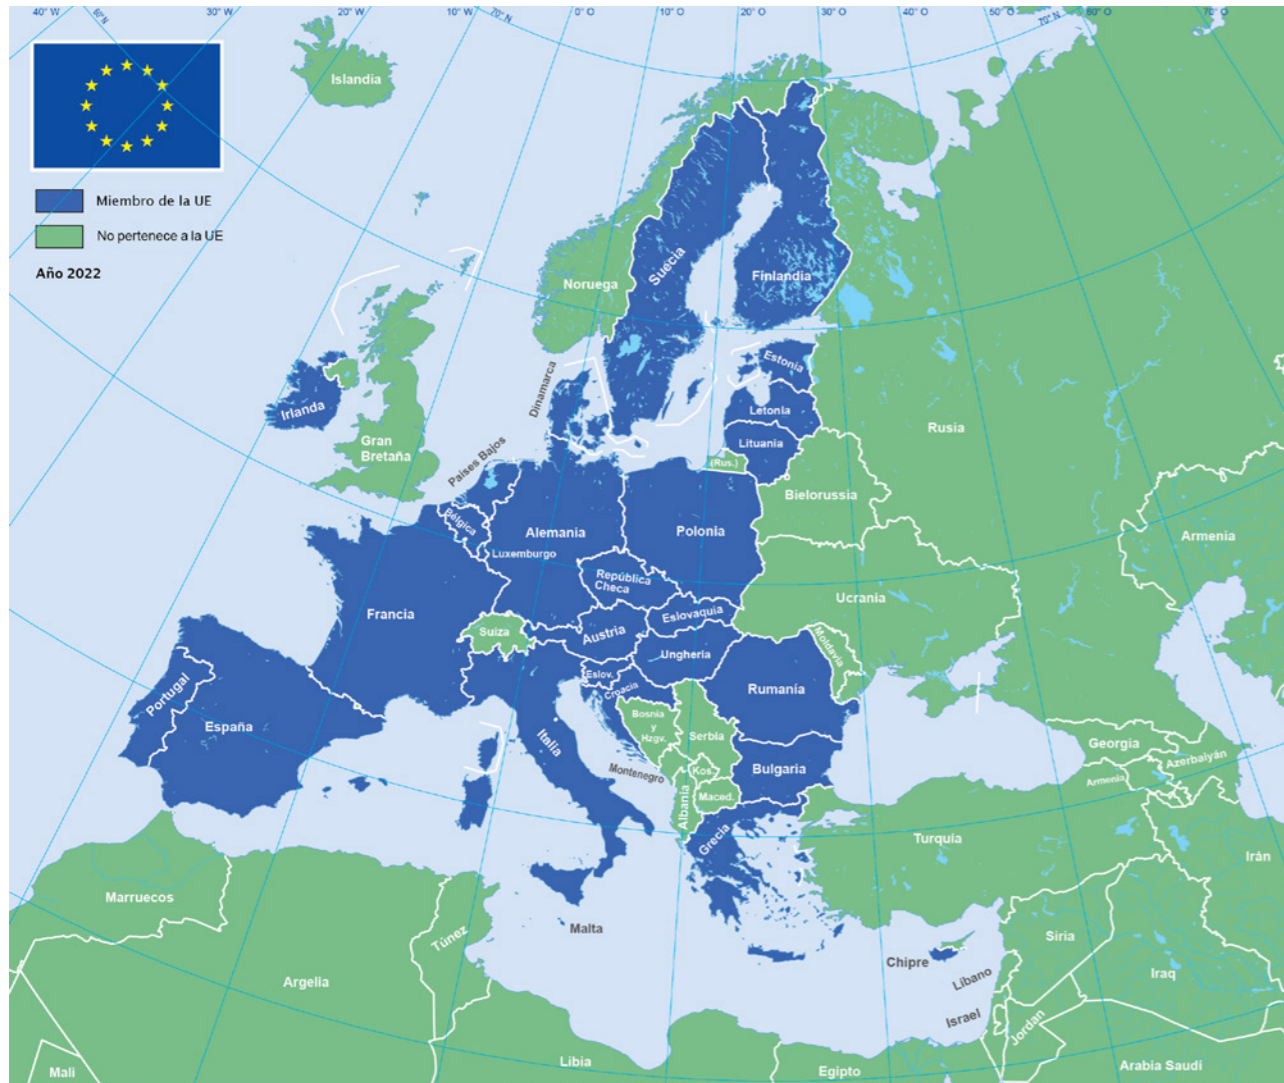 40° W
60° N
30° W
20° W
10° W
0° O
10° O
20° O
30° O
40° O
50° O
70° N
60° O
70° O
Miembro de la UE
No pertenece a la UE
Año 2022
Islandia
Noruega
Suecia
Finlandia
Estonia
Letonia
Lituania
(Rus.)
Rusia
Dinamarca
Irlanda
Gran
Bretaña
Países Bajos
Bélgica
Luxemburgo
Alemania
Polonia
Bielorussia
Armenia
República
Checa
Eslovaquia
Ucrania
Francia
Suiza
Austria
Ungheria
Moldavia
Eslov.
Croacia
Rumania
Portugal
España
Italia
Bosnia
y
Hzgv.
Serbia
Montenegro
Kos.
Bulgaria
Albania
Maced.
Grecia
Georgia
Azerbaiyán
Armenia
Turquía
Irán
Marruecos
Túnez
Malta
Chipre
Siria
Líbano
Iraq
Argelia
Israel
Jordan
Libia
Egipto
Arabia Saudí
Mali